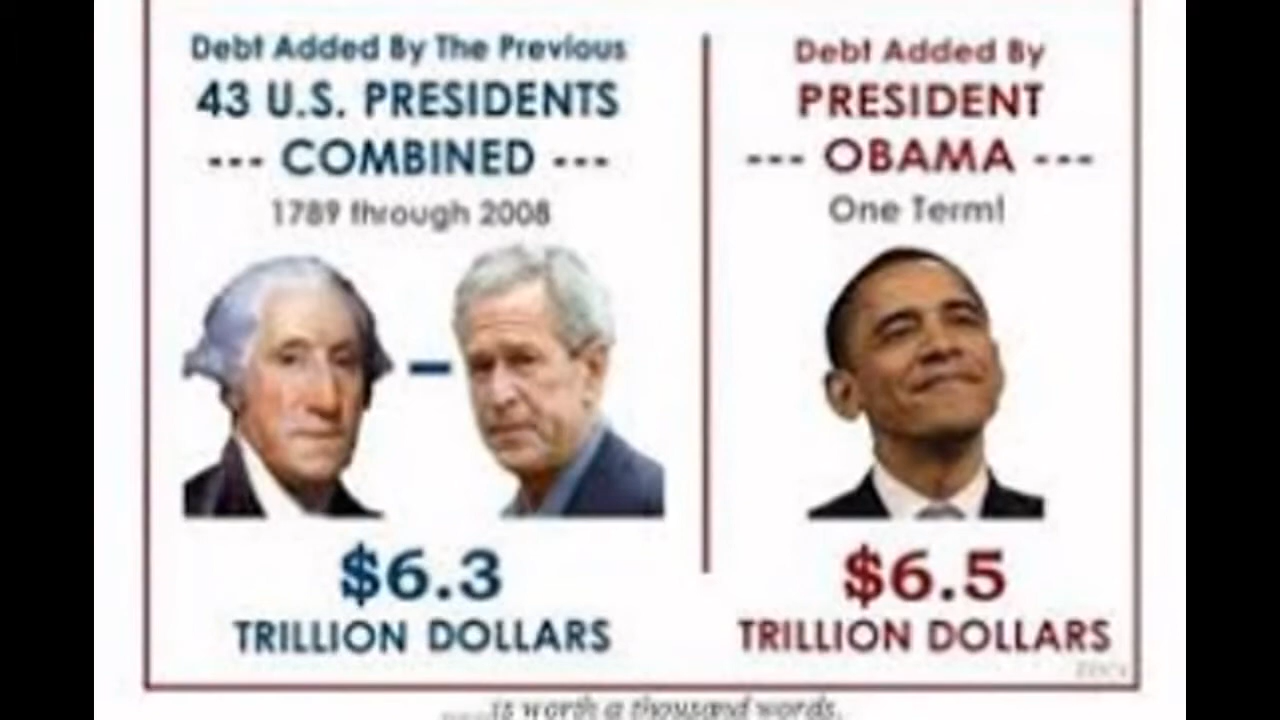 Debt Added By The Previous
43 U.S. PRESIDENTS
--- COMBINED ---
1789 through 2008
$6.3
TRILLION DOLLARS
Debt Added By
PRESIDENT
--- OBAMA ---
One Term!
$6.5
TRILLION DOLLARS
is worth a thousand words.